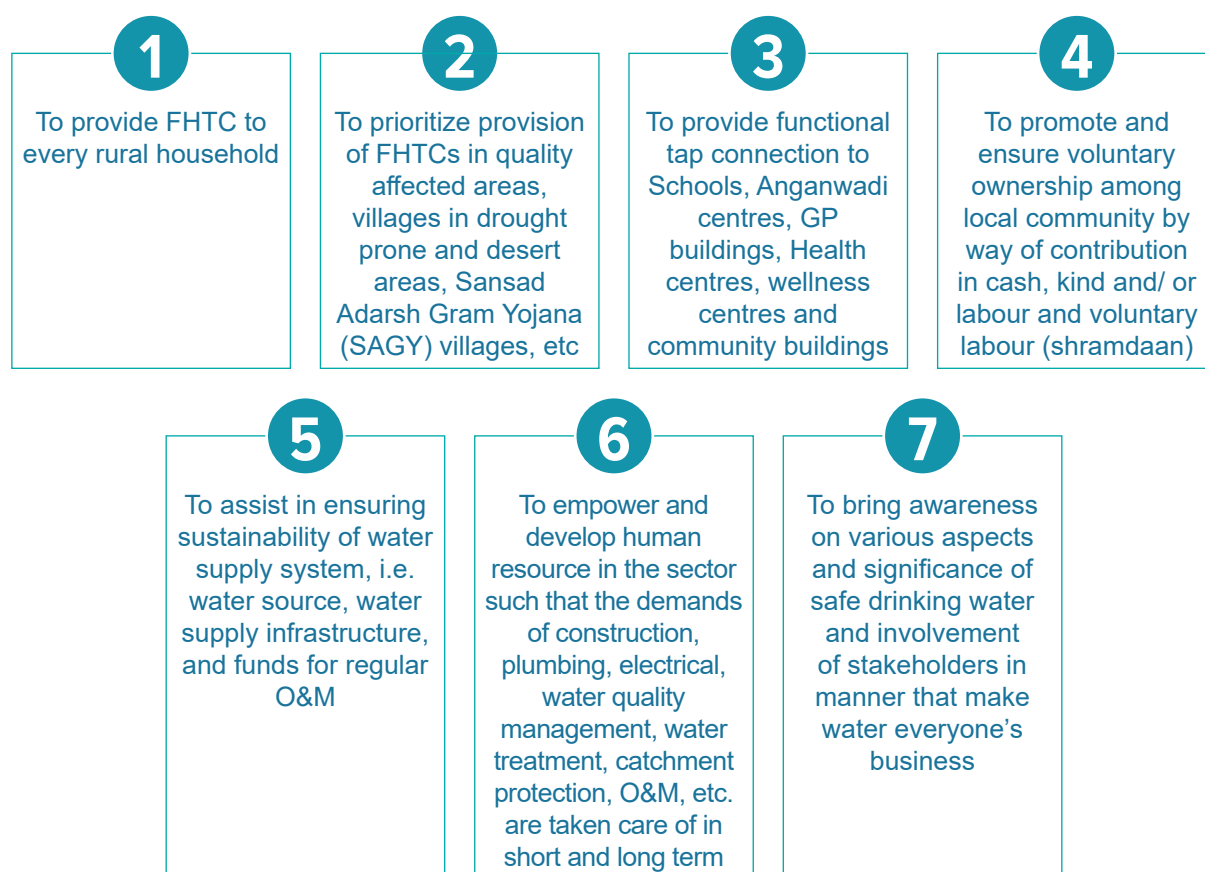 1
To provide FHTC to
every rural household
2
To prioritize provision
of FHTCs in quality
affected areas,
villages in drought
prone and desert
areas, Sansad
Adarsh Gram Yojana
(SAGY) villages, etc
3
To provide functional
tap connection to
Schools, Anganwadi
centres, GP
buildings, Health
centres, wellness
centres and
community buildings
4
To promote and
ensure voluntary
ownership among
local community by
way of contribution
in cash, kind and/ or
labour and voluntary
labour (shramdaan)
5
To assist in ensuring
sustainability of water
supply system, i.e.
water source, water
supply infrastructure,
and funds for regular
O&M
6
To empower and
develop human
resource in the sector
such that the demands
of construction,
plumbing, electrical,
water quality
management, water
treatment, catchment
protection, O&M, etc.
are taken care of in
short and long term
7
To bring awareness
on various aspects
and significance of
safe drinking water
and involvement
of stakeholders in
manner that make
water everyone’s
business